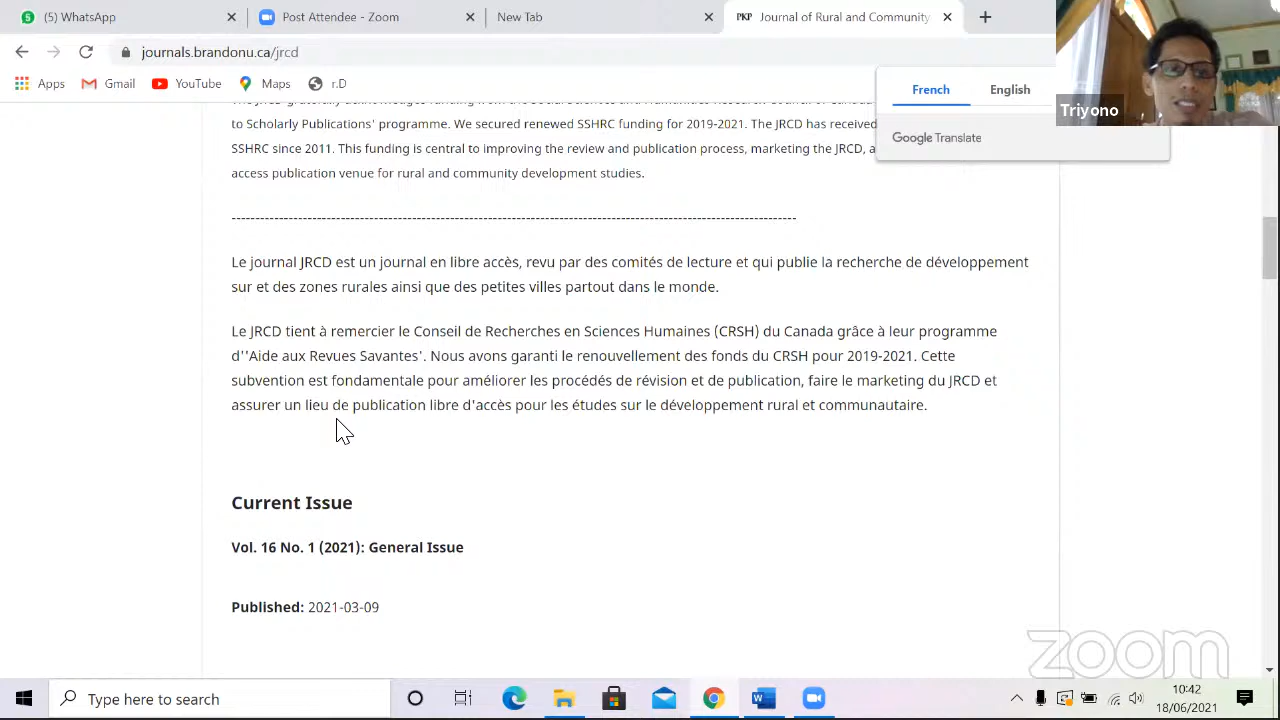 (5) WhatsApp
Post Attendee - Zoom
New Tab
PKP Journal of Rural and Community
journals.brandonu.ca/jrcd
Apps Gmail YouTube Maps r.D
French English
Google Translate
Triyono
to Scholarly Publications' programme. We secured renewed SSHRC funding for 2019-2021. The JRCD has received
SSHRC since 2011. This funding is central to improving the review and publication process, marketing the JRCD, a
access publication venue for rural and community development studies.
Le journal JRCD est un journal en libre accès, revu par des comités de lecture et qui publie la recherche de développement
sur et des zones rurales ainsi que des petites villes partout dans le monde.
Le JRCD tient à remercier le Conseil de Recherches en Sciences Humaines (CRSH) du Canada grâce à leur programme
d''Aide aux Revues Savantes'. Nous avons garanti le renouvellement des fonds du CRSH pour 2019-2021. Cette
subvention est fondamentale pour améliorer les procédés de révision et de publication, faire le marketing du JRCD et
assurer un lieu de publication libre d'accès pour les études sur le développement rural et communautaire.
Current Issue
Vol. 16 No. 1 (2021): General Issue
Published: 2021-03-09
zoom
Type here to search
10:42
18/06/2021